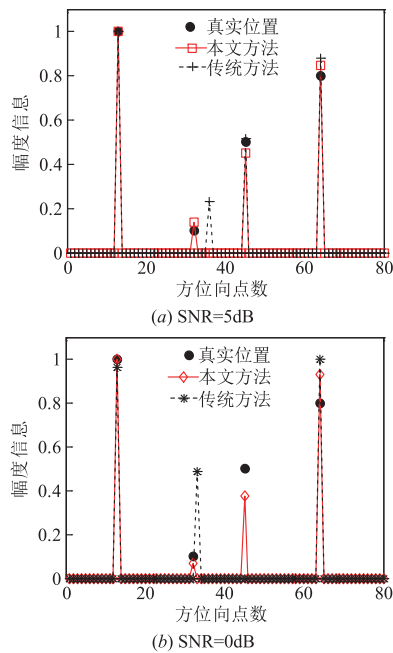 真实位置
本文方法
传统方法
幅度信息
1
0.8
0.6
0.4
0.2
0
0 20 40 60 80
方位向点数
(a) SNR=5dB
真实位置
本文方法
传统方法
幅度信息
1
0.8
0.6
0.4
0.2
0
0 20 40 60 80
方位向点数
(b) SNR=0dB